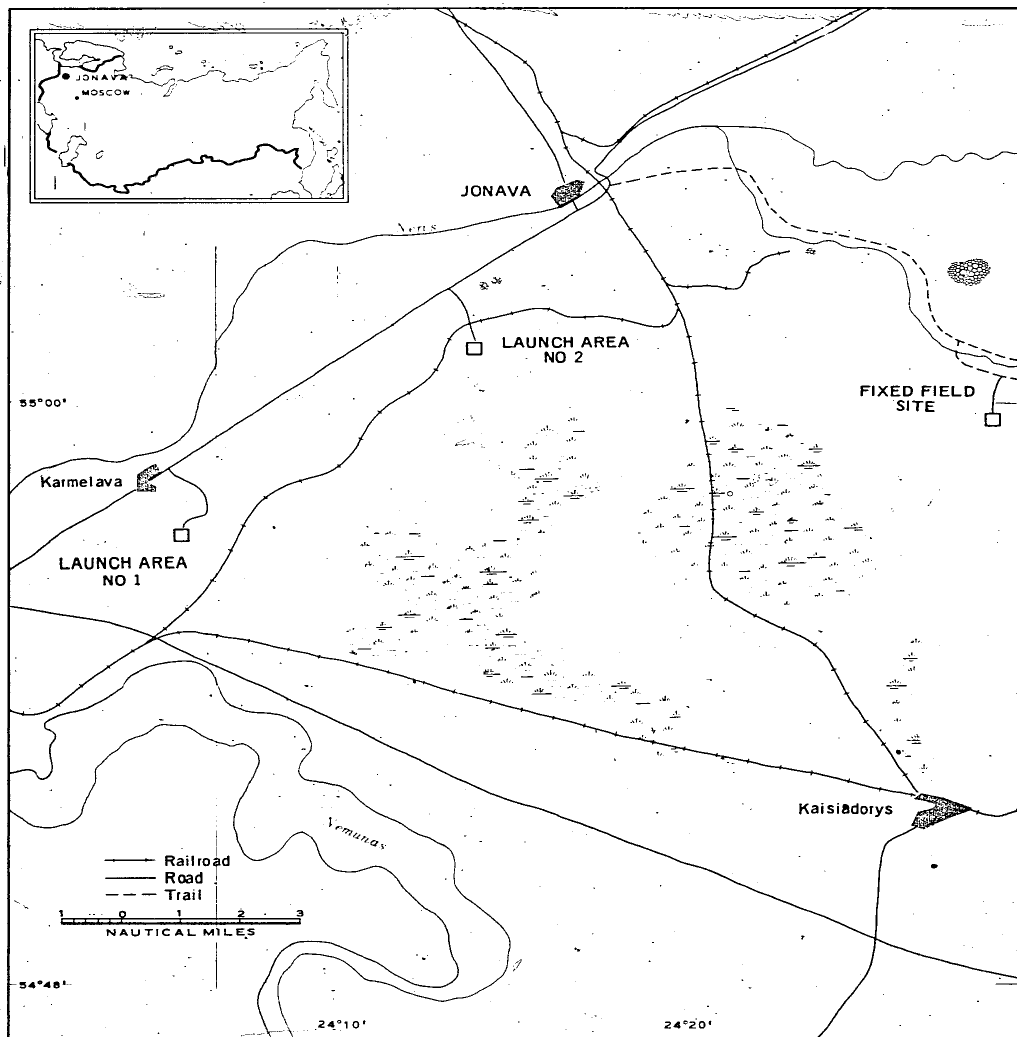 JONAVA
MOSCOW
JONAVA
Neris
LAUNCH AREA
NO 2
FIXED FIELD
SITE
55°00'
Karmelava
LAUNCH AREA
NO 1
Kaisiadorys
Nemunas
Railroad
Road
Trail
1 0 1 2 3
NAUTICAL MILES
54°48'
24°10'
24°20'